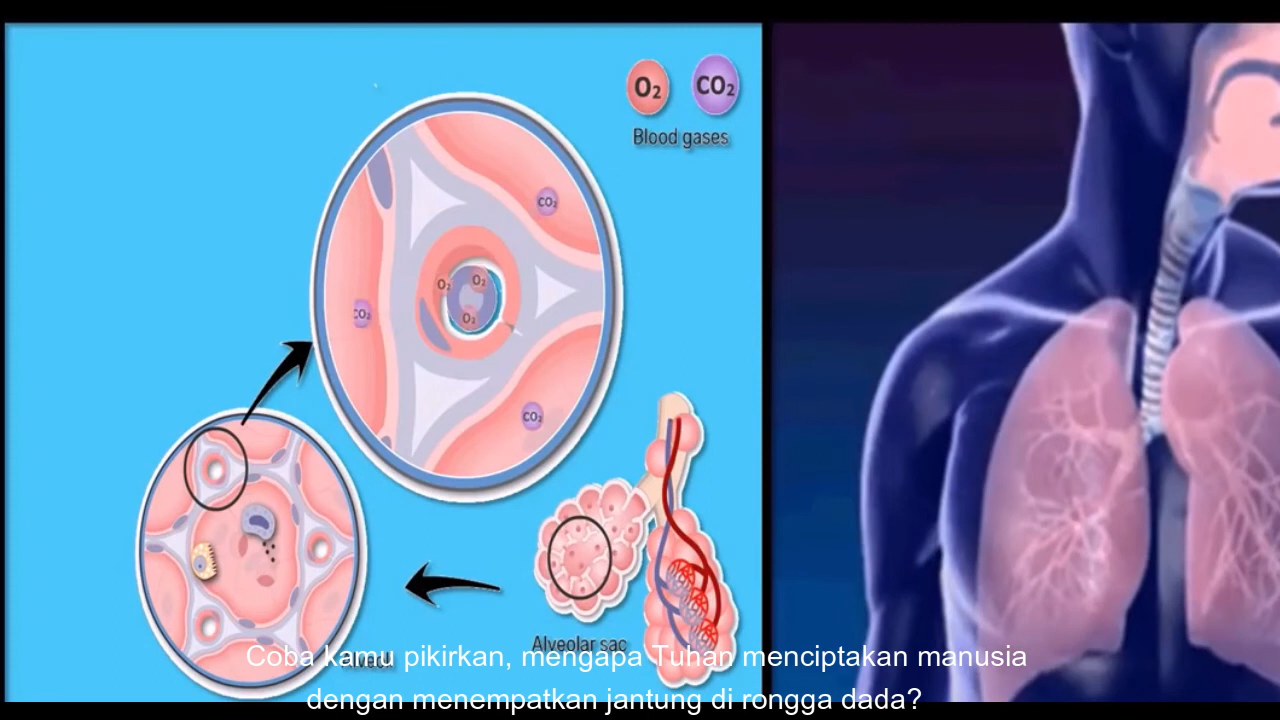 O₂ CO₂
Blood gases
CO₂
O₂ O₂
CO₂
O₂
CO₂
Alveolar sac
Coba kamu pikirkan, mengapa Tuhan menciptakan manusia
dengan menempatkan jantung di rongga dada?